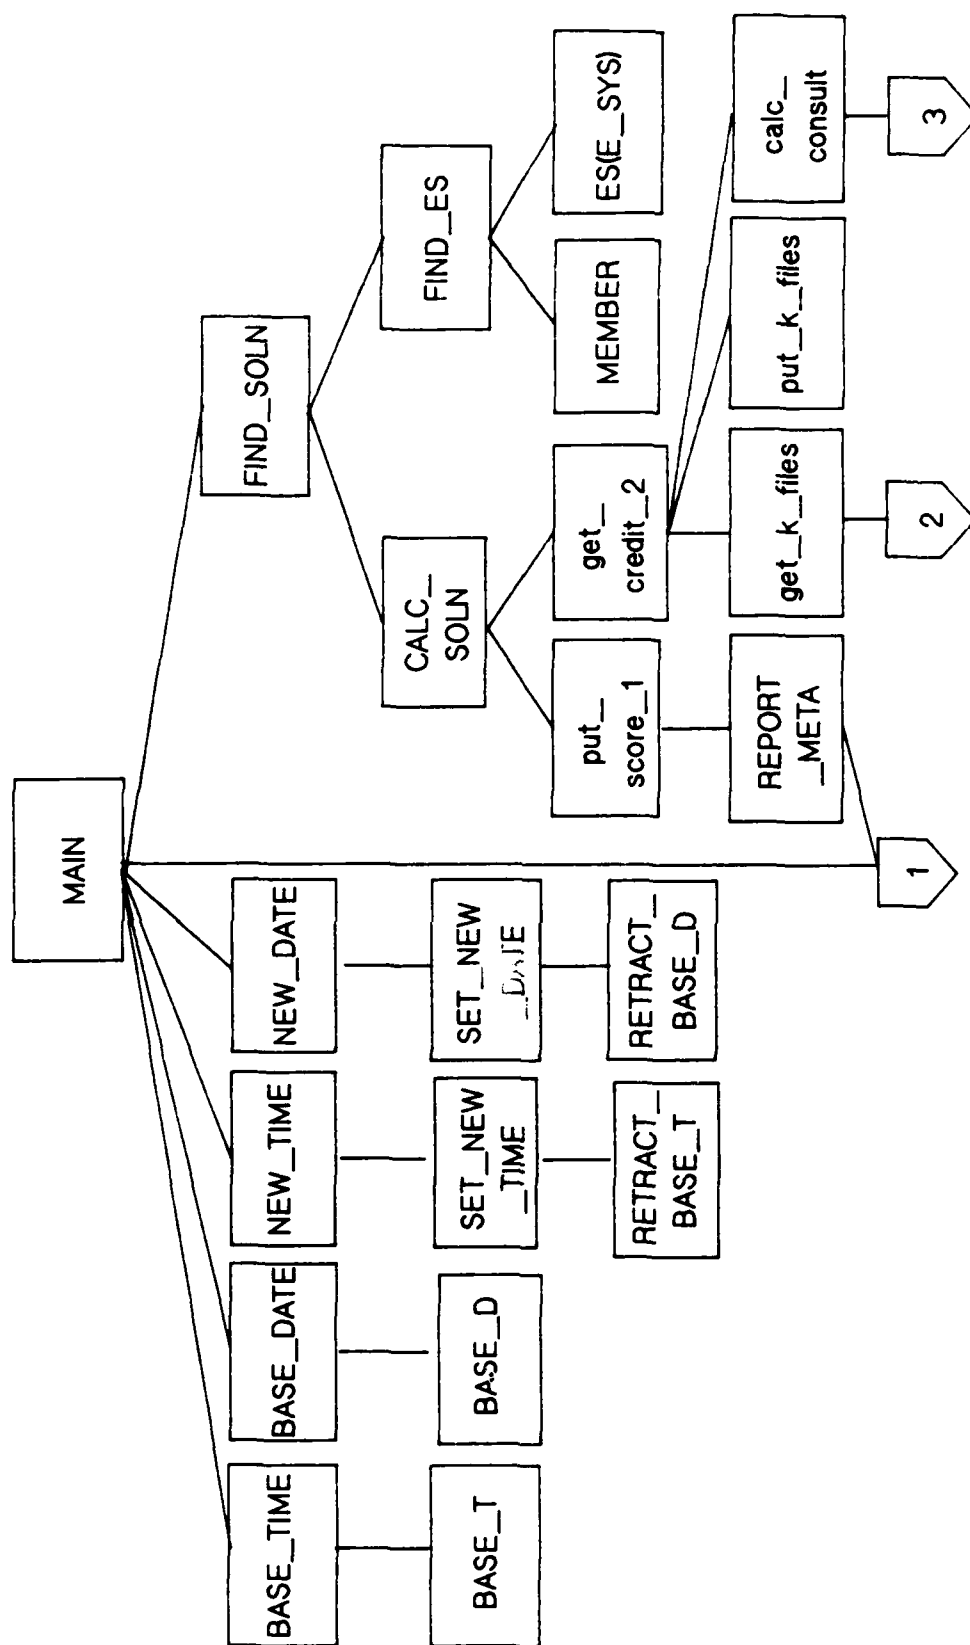 MAIN
BASE_TIME
BASE_DATE
NEW_TIME
NEW_DATE
FIND_SOLN
BASE_T
BASE_D
SET_NEW
_TIME
SET_NEW
_DATE
CALC_
SOLN
FIND_ES
RETRACT_
BASE_T
RETRACT_
BASE_D
put_
score_1
get_
credit_2
MEMBER
ES(E_SYS)
REPORT
_META
get_k_files
put_k_files
calc_
consult
1
2
3